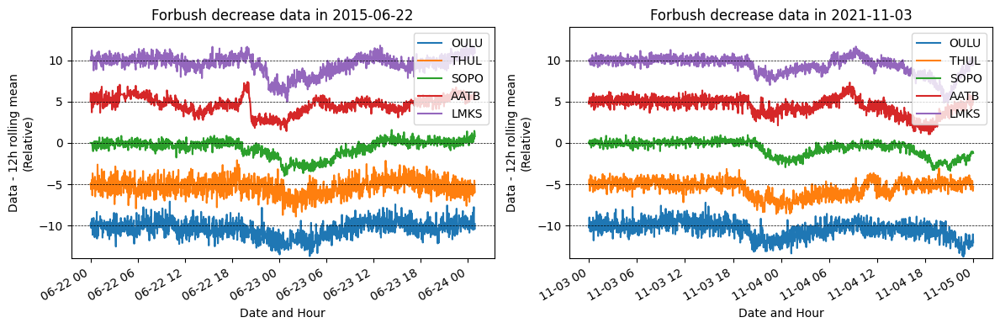 Forbush decrease data in 2015-06-22
Data - 12h rolling mean
(Relative)
10
5
0
−5
−10
OULU
THUL
SOPO
AATB
LMKS
06-22 00
06-22 06
06-22 12
06-22 18
06-23 00
06-23 06
06-23 12
06-23 18
06-24 00
Date and Hour
Forbush decrease data in 2021-11-03
Data - 12h rolling mean
(Relative)
10
5
0
−5
−10
OULU
THUL
SOPO
AATB
LMKS
11-03 00
11-03 06
11-03 12
11-03 18
11-04 00
11-04 06
11-04 12
11-04 18
11-05 00
Date and Hour